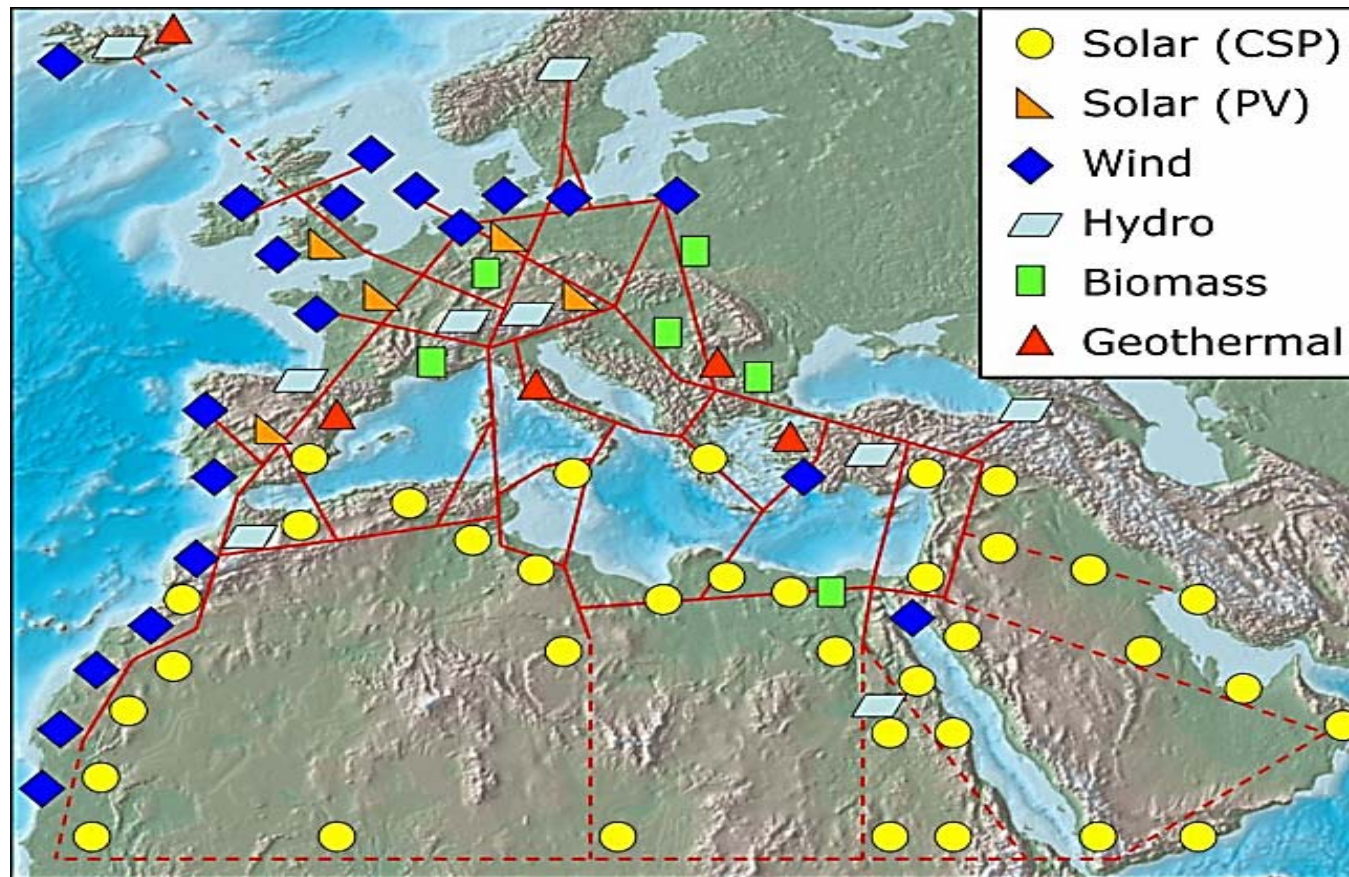 Solar (CSP)
Solar (PV)
Wind
Hydro
Biomass
Geothermal